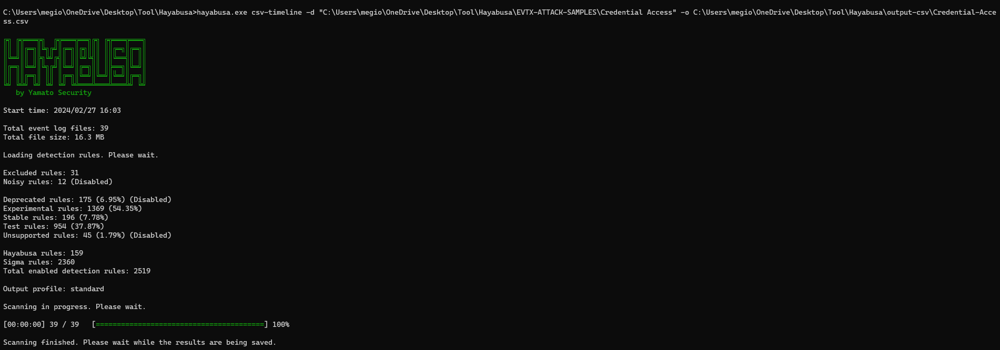 C:\Users\megio\OneDrive\Desktop\Tool\Hayabusa>hayabusa.exe csv-timeline -d "C:\Users\megio\OneDrive\Desktop\Tool\Hayabusa\EVTX-ATTACK-SAMPLES\Credential Access" -o C:\Users\megio\OneDrive\Desktop\Tool\Hayabusa\output-csv\Credential-Acce
ss.csv
HAYABUSA
by Yamato Security
Start time: 2024/02/27 16:03
Total event log files: 39
Total file size: 16.3 MB
Loading detection rules. Please wait.
Excluded rules: 31
Noisy rules: 12 (Disabled)
Deprecated rules: 175 (6.95%) (Disabled)
Experimental rules: 1369 (54.35%)
Stable rules: 196 (7.78%)
Test rules: 954 (37.87%)
Unsupported rules: 45 (1.79%) (Disabled)
Hayabusa rules: 159
Sigma rules: 2360
Total enabled detection rules: 2519
Output profile: standard
Scanning in progress. Please wait.
[00:00:00] 39 / 39   [========================================] 100%
Scanning finished. Please wait while the results are being saved.